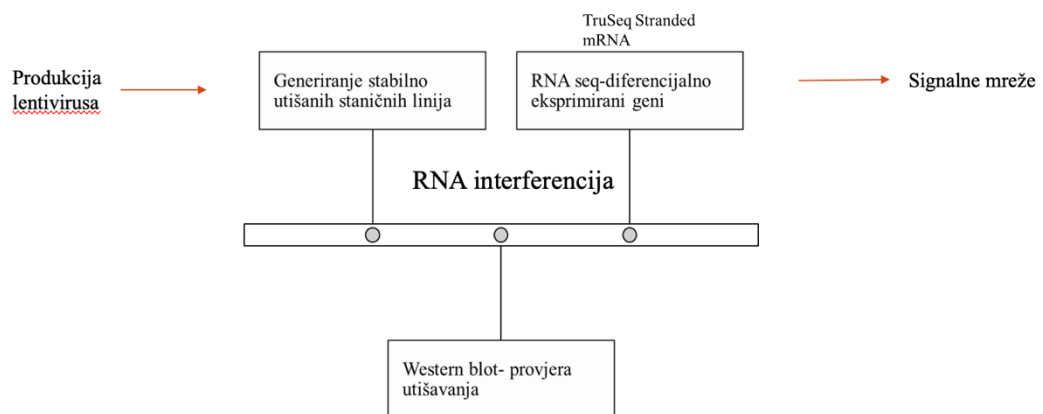 Produkcija
lentivirusa
Generiranje stabilno
utišanih staničnih linija
TruSeq Stranded
mRNA
RNA seq-diferencijalno
eksprimirani geni
Signalne mreže
RNA interferencija
Western blot- provjera
utišavanja